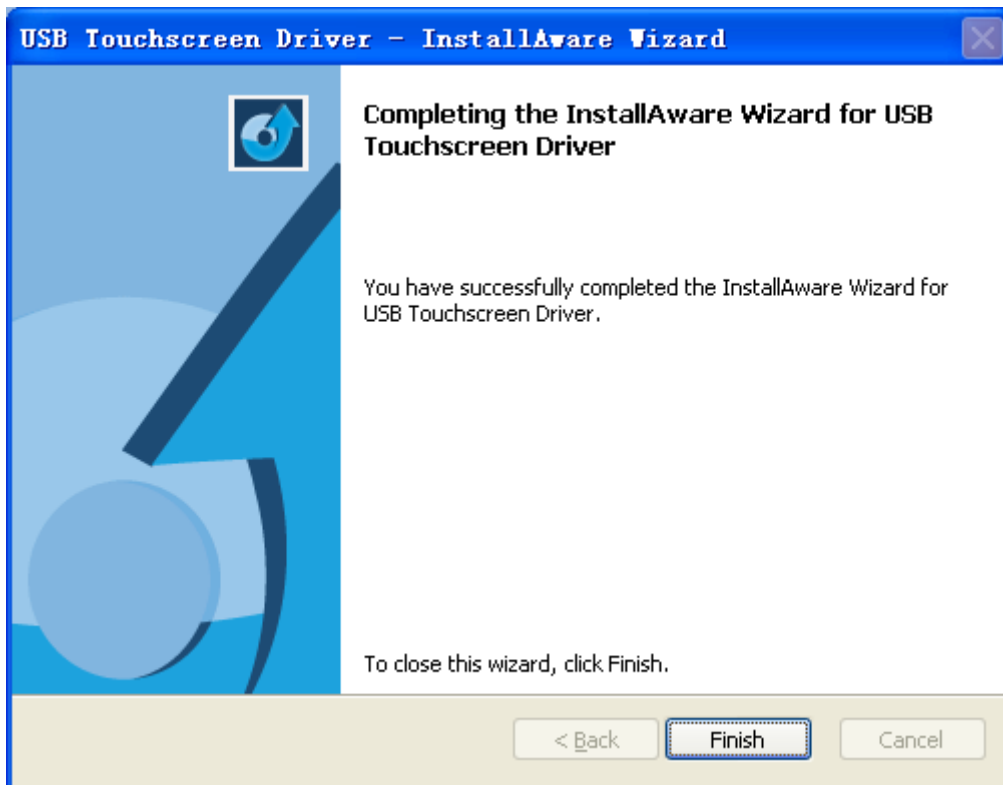 USB Touchscreen Driver - InstallAware Wizard
Completing the InstallAware Wizard for USB
Touchscreen Driver
You have successfully completed the InstallAware Wizard for
USB Touchscreen Driver.
To close this wizard, click Finish.
< Back Finish Cancel